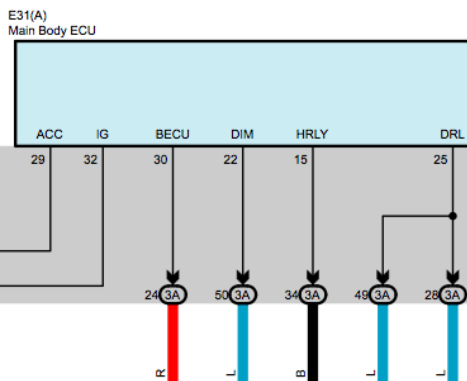 E31(A)
Main Body ECU
ACC IG BECU DIM HRLY DRL
29 32 30 22 15 25
24 3A 50 3A 34 3A 49 3A 28 3A
R L B L L